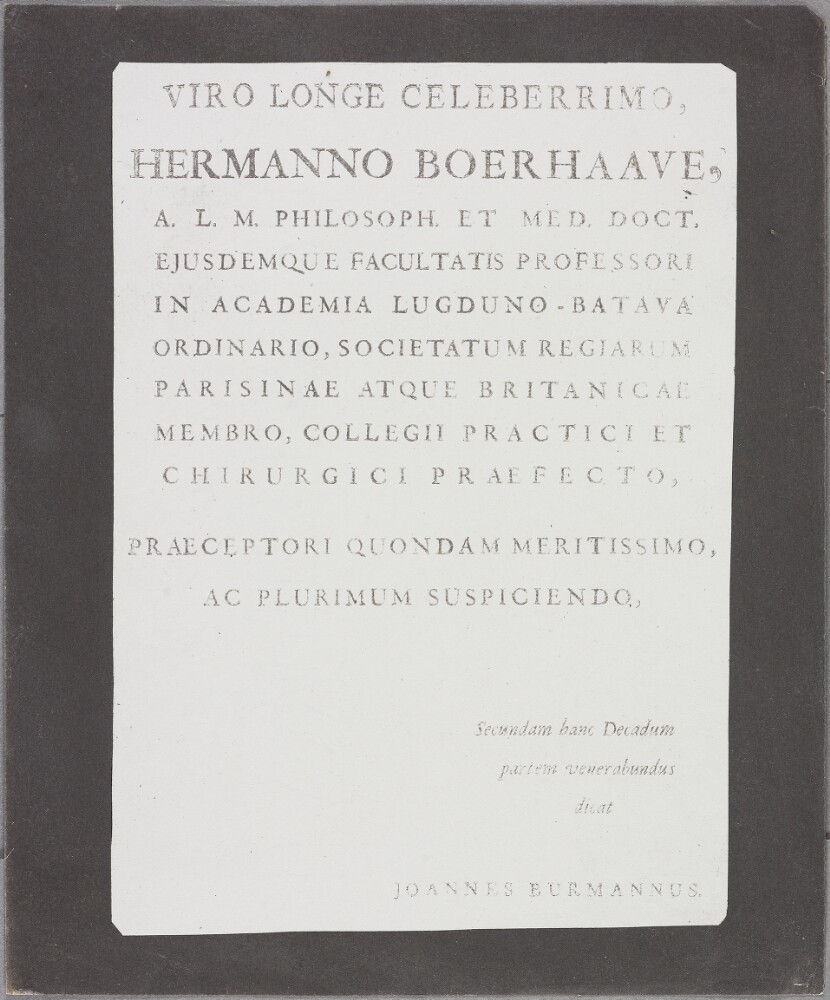 VIRO LONGE CELEBERRIMO,
HERMANNO BOERHAAVE,
A. L. M. PHILOSOPH. ET MED. DOCT.
EJUSDEMQUE FACULTATIS PROFESSORI
IN ACADEMIA LUGDUNO-BATAVA
ORDINARIO, SOCIETATUM REGIARUM
PARISINAE ATQUE BRITANICAE
MEMBRO, COLLEGII PRACTICI ET
CHIRURGICI PRAEFECTO,
PRAECEPTORI QUONDAM MERITISSIMO,
AC PLURIMUM SUSPICIENDO,
Secundam hanc Decadum
partem venerabundus
dicat
JOANNES BURMANNUS.